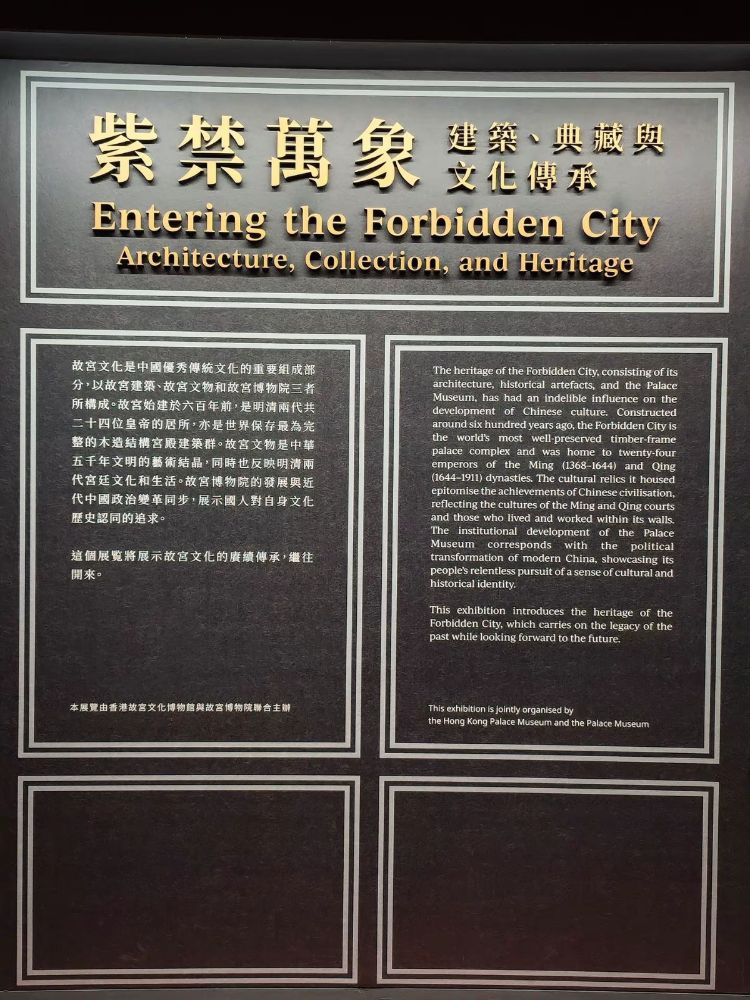 紫禁萬象
建築、典藏與
文化傳承
Entering the Forbidden City
Architecture, Collection, and Heritage
故宮文化是中國優秀傳統文化的重要組成部
分，以故宮建築、故宮文物和故宮博物院三者
所構成。故宮始建於六百年前，是明清兩代共
二十四位皇帝的居所，亦是世界保存最為完
整的木造結構宮殿建築群。故宮文物是中華
五千年文明的藝術結晶，同時也反映明清兩
代宮廷文化和生活。故宮博物院的發展與近
代中國政治變革同步，展示國人對自身文化
歷史認同的追求。
這個展覽將展示故宮文化的賡續傳承，繼往
開來。
本展覽由香港故宮文化博物館與故宮博物院聯合主辦
The heritage of the Forbidden City, consisting of its
architecture, historical artefacts, and the Palace
Museum, has had an indelible influence on the
development of Chinese culture. Constructed
around six hundred years ago, the Forbidden City is
the world's most well-preserved timber-frame
palace complex and was home to twenty-four
emperors of the Ming (1368–1644) and Qing
(1644–1911) dynasties. The cultural relics it housed
epitomise the achievements of Chinese civilisation,
reflecting the cultures of the Ming and Qing courts
and those who lived and worked within its walls.
The institutional development of the Palace
Museum corresponds with the political
transformation of modern China, showcasing its
people's relentless pursuit of a sense of cultural and
historical identity.
This exhibition introduces the heritage of the
Forbidden City, which carries on the legacy of the
past while looking forward to the future.
This exhibition is jointly organised by
the Hong Kong Palace Museum and the Palace Museum